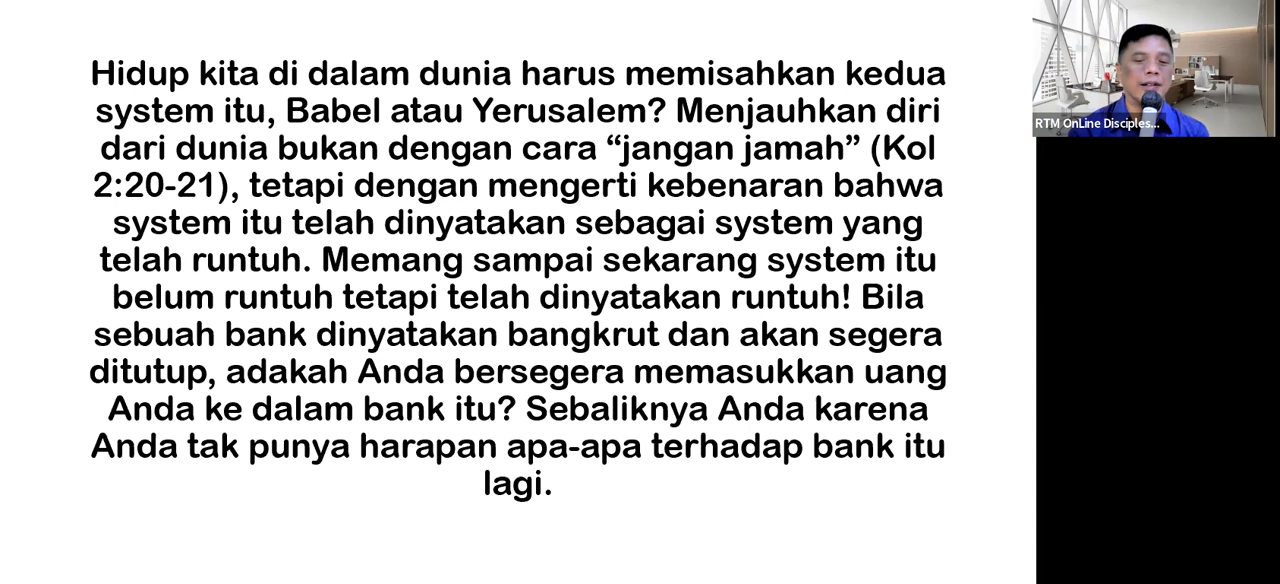 Hidup kita di dalam dunia harus memisahkan kedua
system itu, Babel atau Yerusalem? Menjauhkan diri
dari dunia bukan dengan cara “jangan jamah” (Kol
2:20-21), tetapi dengan mengerti kebenaran bahwa
system itu telah dinyatakan sebagai system yang
telah runtuh. Memang sampai sekarang system itu
belum runtuh tetapi telah dinyatakan runtuh! Bila
sebuah bank dinyatakan bangkrut dan akan segera
ditutup, adakah Anda bersegera memasukkan uang
Anda ke dalam bank itu? Sebaliknya Anda karena
Anda tak punya harapan apa-apa terhadap bank itu
lagi.
RTM OnLine Disciples...